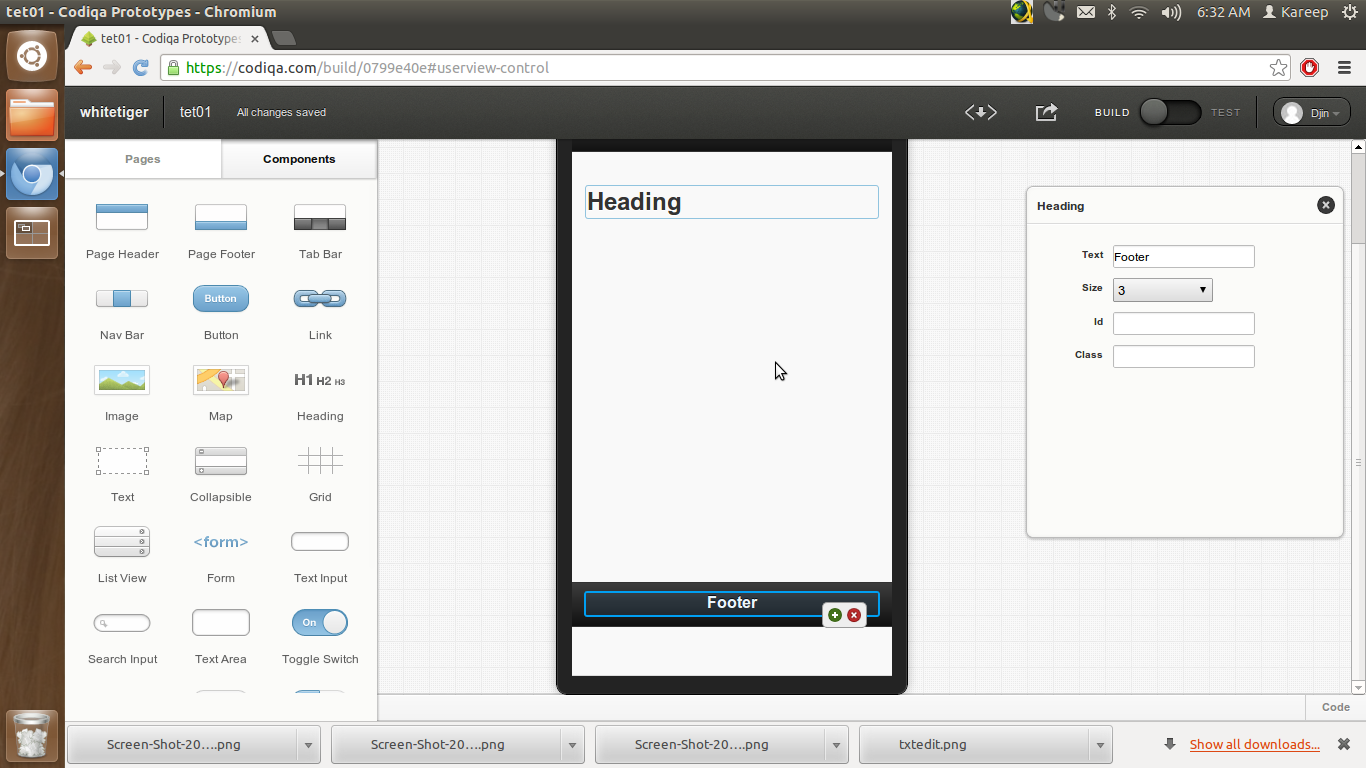 tet01 - Codiqa Prototypes - Chromium
6:32 AM
Kareep
tet01 - Codiqa Prototypes
https://codiqa.com/build/0799e40e#userview-control
whitetiger
tet01
All changes saved
BUILD
TEST
Djin
Pages
Components
Page Header
Page Footer
Tab Bar
Button
Nav Bar
Button
Link
H1 H2 H3
Image
Map
Heading
Text
Collapsible
Grid
<form>
List View
Form
Text Input
On
Search Input
Text Area
Toggle Switch
Heading
Footer
Heading
Text
Footer
Size
3
Id
Class
Code
Screen-Shot-20....png
Screen-Shot-20....png
Screen-Shot-20....png
txtedit.png
Show all downloads...